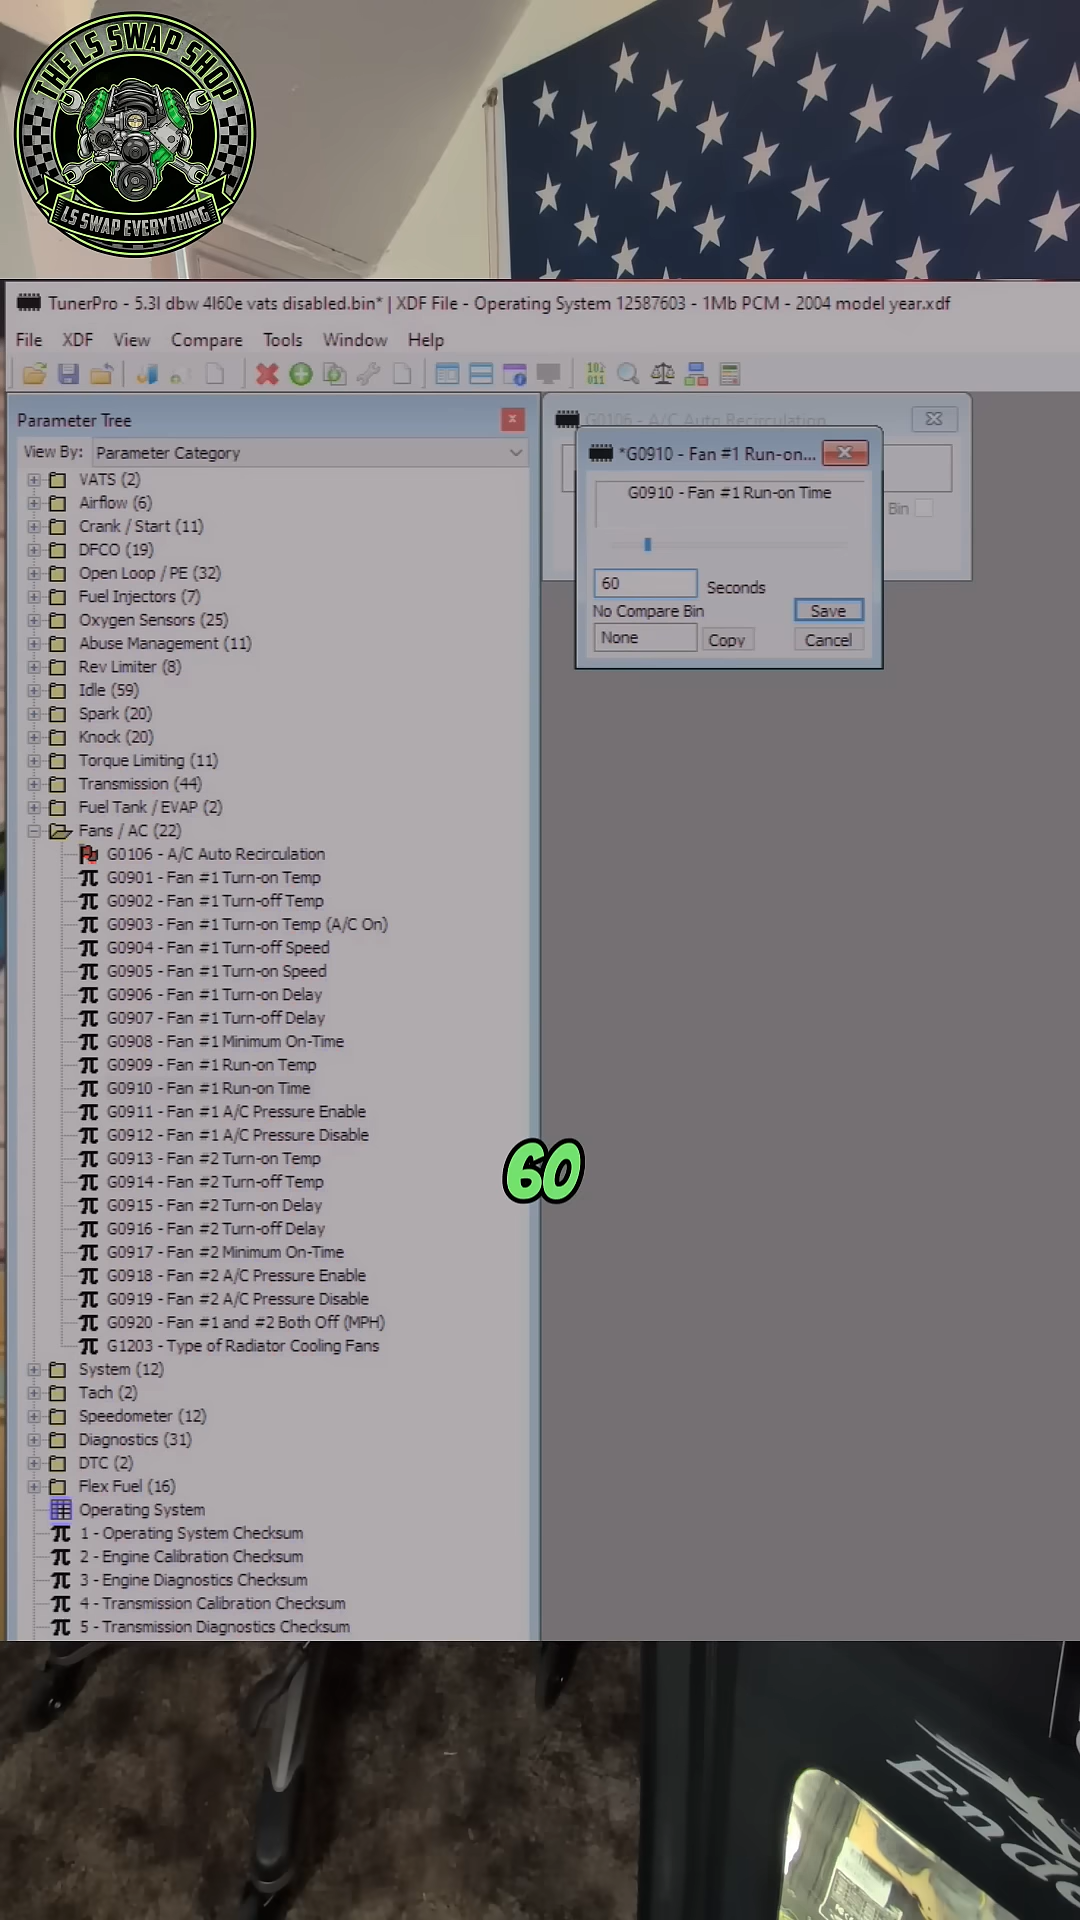 THE LS SWAP SHOP
LS SWAP EVERYTHING
TunerPro - 5.3l dbw 4l60e vats disabled.bin* | XDF File - Operating System 12587603 - 1Mb PCM - 2004 model year.xdf
File XDF View Compare Tools Window Help
Parameter Tree
View By: Parameter Category
VATS (2)
Airflow (6)
Crank / Start (11)
DFCO (19)
Open Loop / PE (32)
Fuel Injectors (7)
Oxygen Sensors (25)
Abuse Management (11)
Rev Limiter (8)
Idle (59)
Spark (20)
Knock (20)
Torque Limiting (11)
Transmission (44)
Fuel Tank / EVAP (2)
Fans / AC (22)
G0106 - A/C Auto Recirculation
G0901 - Fan #1 Turn-on Temp
G0902 - Fan #1 Turn-off Temp
G0903 - Fan #1 Turn-on Temp (A/C On)
G0904 - Fan #1 Turn-off Speed
G0905 - Fan #1 Turn-on Speed
G0906 - Fan #1 Turn-on Delay
G0907 - Fan #1 Turn-off Delay
G0908 - Fan #1 Minimum On-Time
G0909 - Fan #1 Run-on Temp
G0910 - Fan #1 Run-on Time
G0911 - Fan #1 A/C Pressure Enable
G0912 - Fan #1 A/C Pressure Disable
G0913 - Fan #2 Turn-on Temp
G0914 - Fan #2 Turn-off Temp
G0915 - Fan #2 Turn-on Delay
G0916 - Fan #2 Turn-off Delay
G0917 - Fan #2 Minimum On-Time
G0918 - Fan #2 A/C Pressure Enable
G0919 - Fan #2 A/C Pressure Disable
G0920 - Fan #1 and #2 Both Off (MPH)
G1203 - Type of Radiator Cooling Fans
System (12)
Tach (2)
Speedometer (12)
Diagnostics (31)
DTC (2)
Flex Fuel (16)
Operating System
1 - Operating System Checksum
2 - Engine Calibration Checksum
3 - Engine Diagnostics Checksum
4 - Transmission Calibration Checksum
5 - Transmission Diagnostics Checksum
G0106 - A/C Auto Recirculation
Bin
*G0910 - Fan #1 Run-on...
G0910 - Fan #1 Run-on Time
60 Seconds
No Compare Bin
Save
None
Copy
Cancel
60